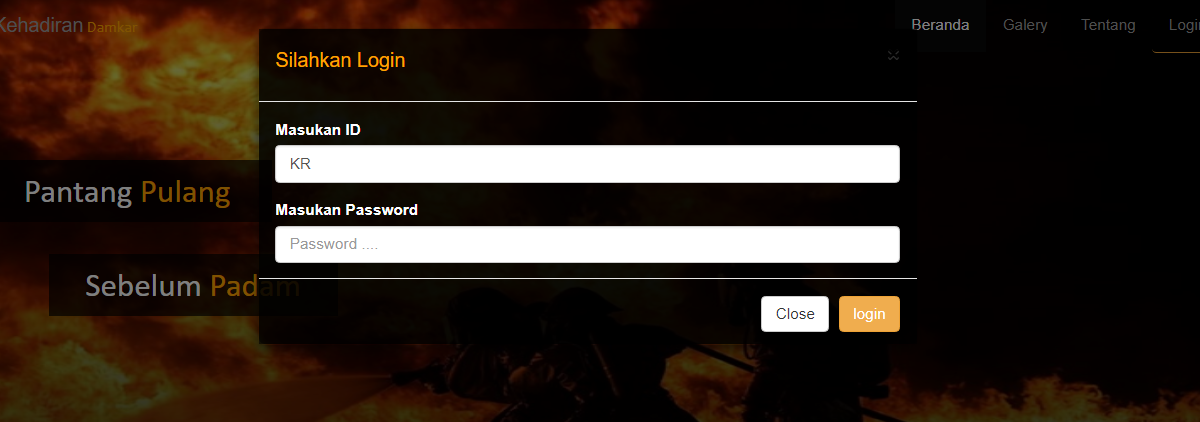 Kehadiran Damkar
Beranda Galery Tentang Login
Silahkan Login ×
Masukan ID
KR
Masukan Password
Password ....
Pantang Pulang
Sebelum Padam
Close login